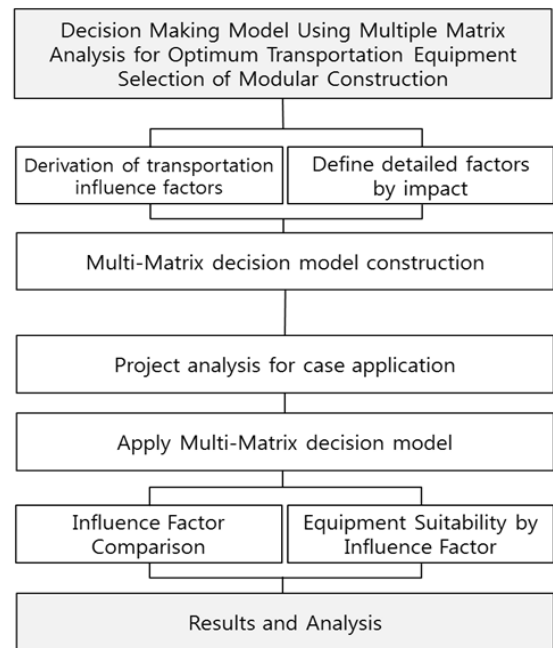 Decision Making Model Using Multiple Matrix
Analysis for Optimum Transportation Equipment
Selection of Modular Construction
Derivation of transportation
influence factors
Define detailed factors
by impact
Multi-Matrix decision model construction
Project analysis for case application
Apply Multi-Matrix decision model
Influence Factor
Comparison
Equipment Suitability by
Influence Factor
Results and Analysis